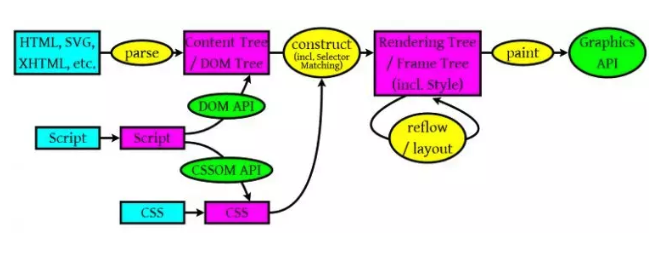 HTML, SVG,
XHTML, etc.
parse
Content Tree
/ DOM Tree
construct
(incl. Selector
Matching)
Rendering Tree
/ Frame Tree
(incl. Style)
paint
Graphics
API
DOM API
reflow
/ layout
Script
Script
CSSOM API
CSS
CSS